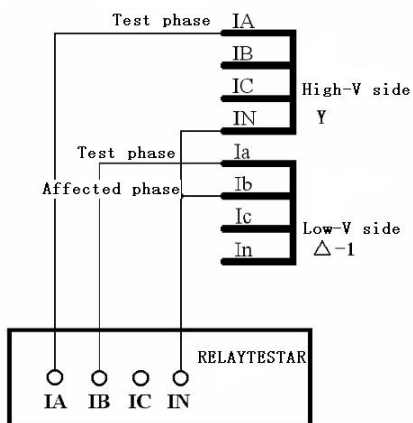 Test phase IA
IB
IC
High-V side
IN
Y
Test phase Ia
Affected phase Ib
Ic
Low-V side
In
△-1
RELAYTESTAR
IA IB IC IN